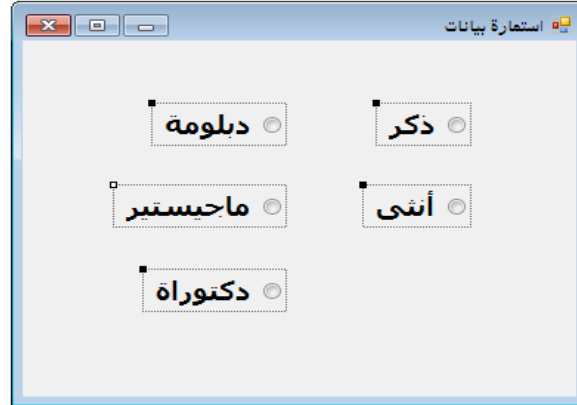 استمارة بيانات
ذكر
دبلومة
أنثى
ماجيستير
دكتوراة